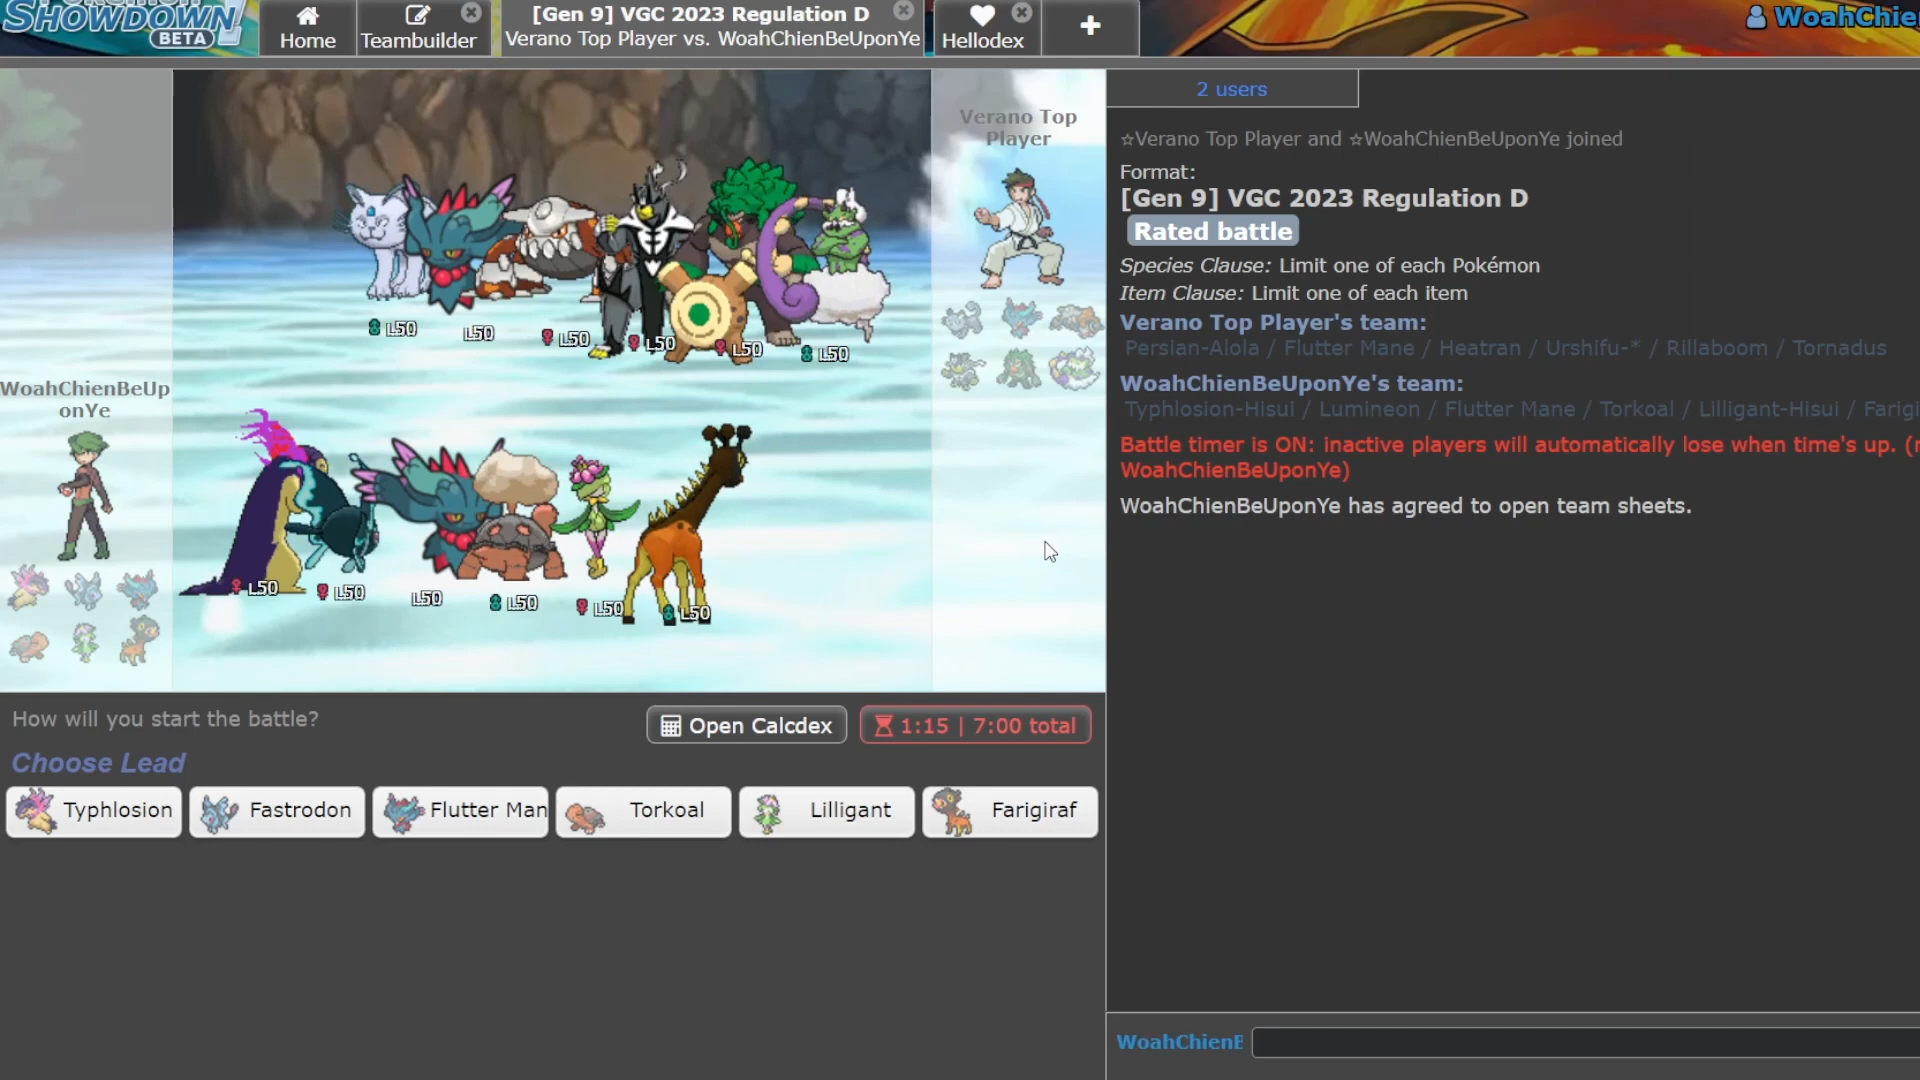 SHOWDOWN
BETA
Home
Teambuilder
[Gen 9] VGC 2023 Regulation D
Verano Top Player vs. WoahChienBeUponYe
Hellodex
+
WoahChie
2 users
Verano Top
Player
WoahChienBeUp
onYe
L50
L50
L50
L50
L50
L50
L50
L50
L50
L50
L50
L50
☆Verano Top Player and ☆WoahChienBeUponYe joined
Format:
[Gen 9] VGC 2023 Regulation D
Rated battle
Species Clause: Limit one of each Pokémon
Item Clause: Limit one of each item
Verano Top Player's team:
Persian-Alola / Flutter Mane / Heatran / Urshifu-* / Rillaboom / Tornadus
WoahChienBeUponYe's team:
Typhlosion-Hisui / Lumineon / Flutter Mane / Torkoal / Lilligant-Hisui / Farigi
Battle timer is ON: inactive players will automatically lose when time's up. (r
WoahChienBeUponYe)
WoahChienBeUponYe has agreed to open team sheets.
How will you start the battle?
Open Calcdex
1:15 | 7:00 total
Choose Lead
Typhlosion
Fastrodon
Flutter Man
Torkoal
Lilligant
Farigiraf
WoahChienB